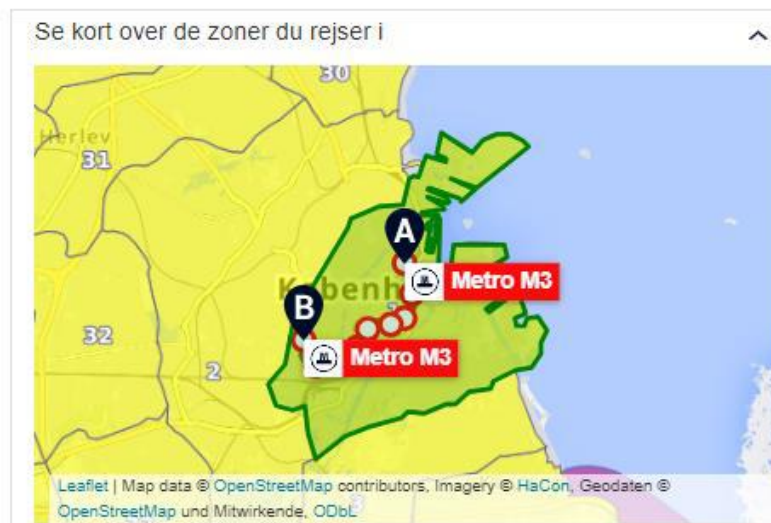 Se kort over de zoner du rejser i
30
Herlev
31
A
Københ
Metro M3
B
32
Metro M3
2
Leaflet | Map data © OpenStreetMap contributors, Imagery © HaCon, Geodaten ©
OpenStreetMap und Mitwirkende, ODbL